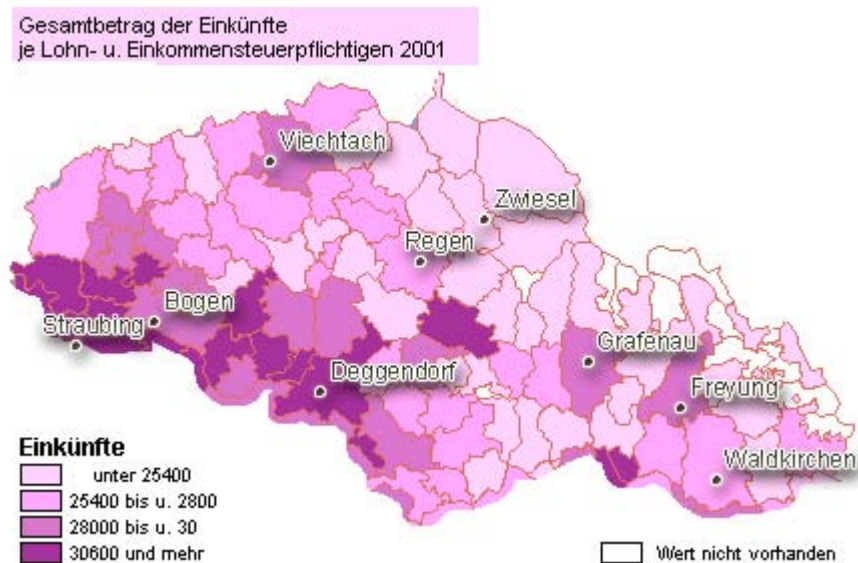 Gesamtbetrag der Einkünfte
je Lohn- u. Einkommensteuerpflichtigen 2001
Viechtach
Zwiesel
Regen
Bogen
Straubing
Grafenau
Deggendorf
Freyung
Waldkirchen
Einkünfte
unter 25400
25400 bis u. 2800
28000 bis u. 30
30600 und mehr
Wert nicht vorhanden